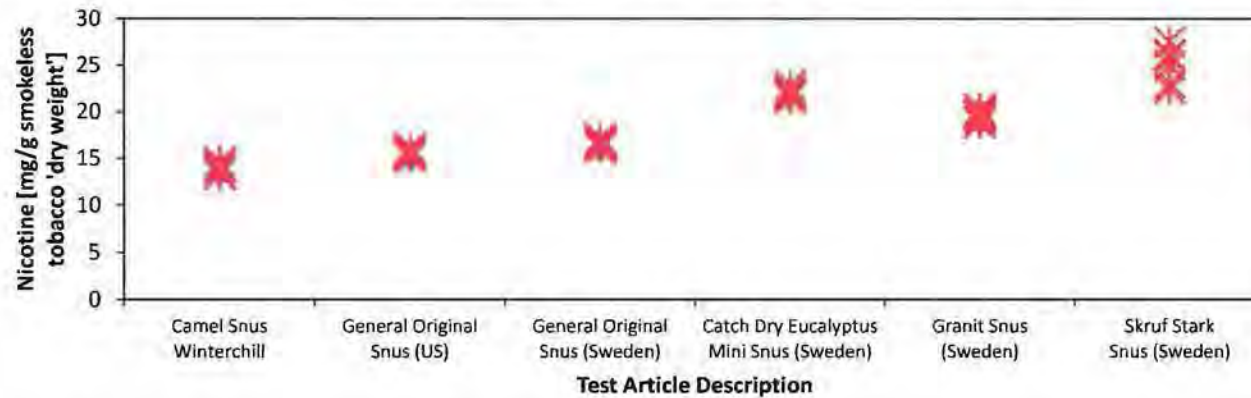 30
25
20
15
10
5
0
Nicotine [mg/g smokeless
tobacco 'dry weight']
Camel Snus
Winterchill
General Original
Snus (US)
General Original
Snus (Sweden)
Catch Dry Eucalyptus
Mini Snus (Sweden)
Granit Snus
(Sweden)
Skruf Stark
Snus (Sweden)
Test Article Description